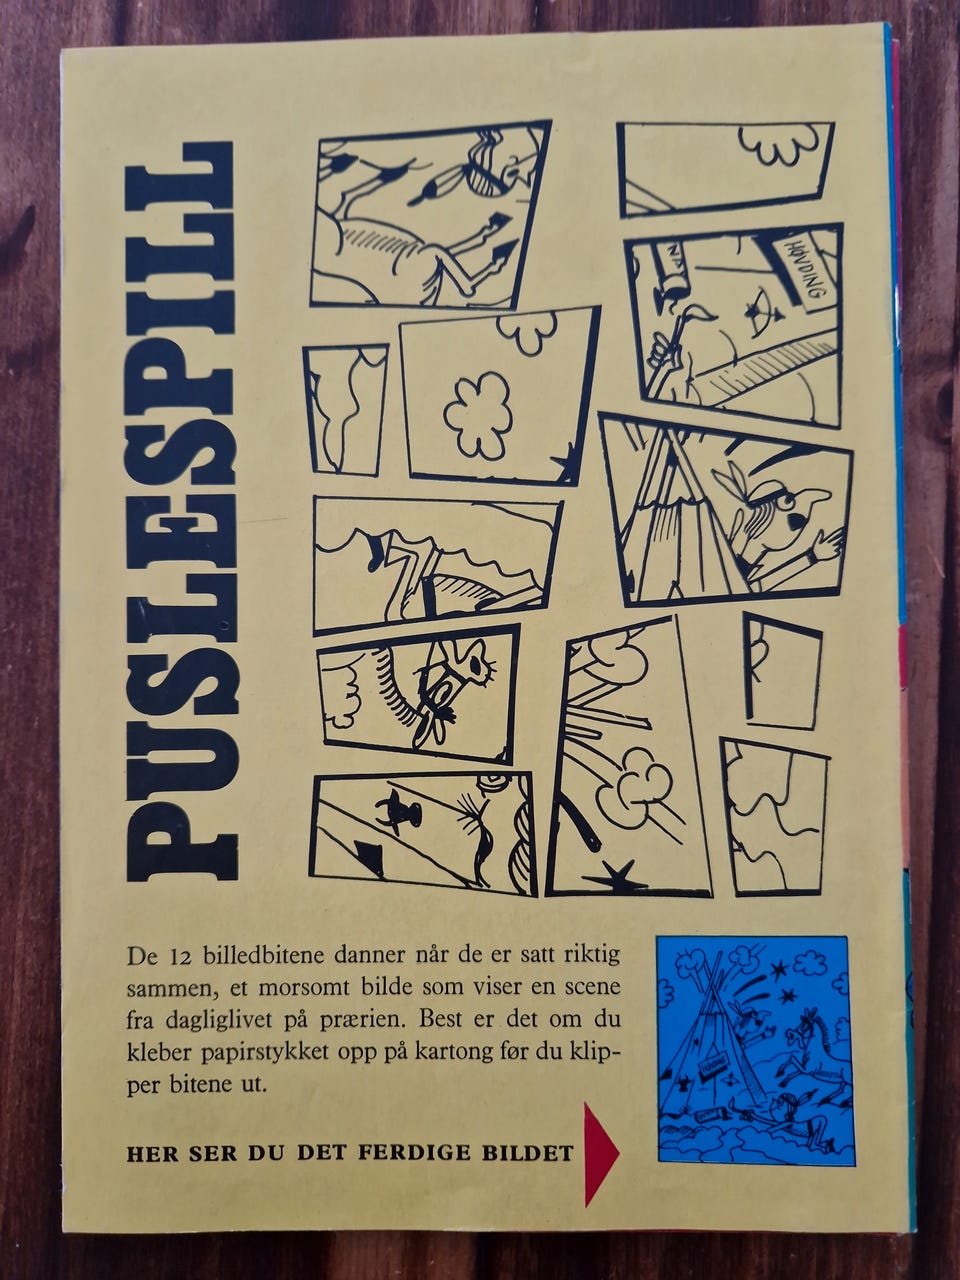 PUSLESPILL
HØVDING
De 12 billedbitene danner når de er satt riktig
sammen, et morsomt bilde som viser en scene
fra dagliglivet på prærien. Best er det om du
kleber papirstykket opp på kartong før du klip-
per bitene ut.
HER SER DU DET FERDIGE BILDET